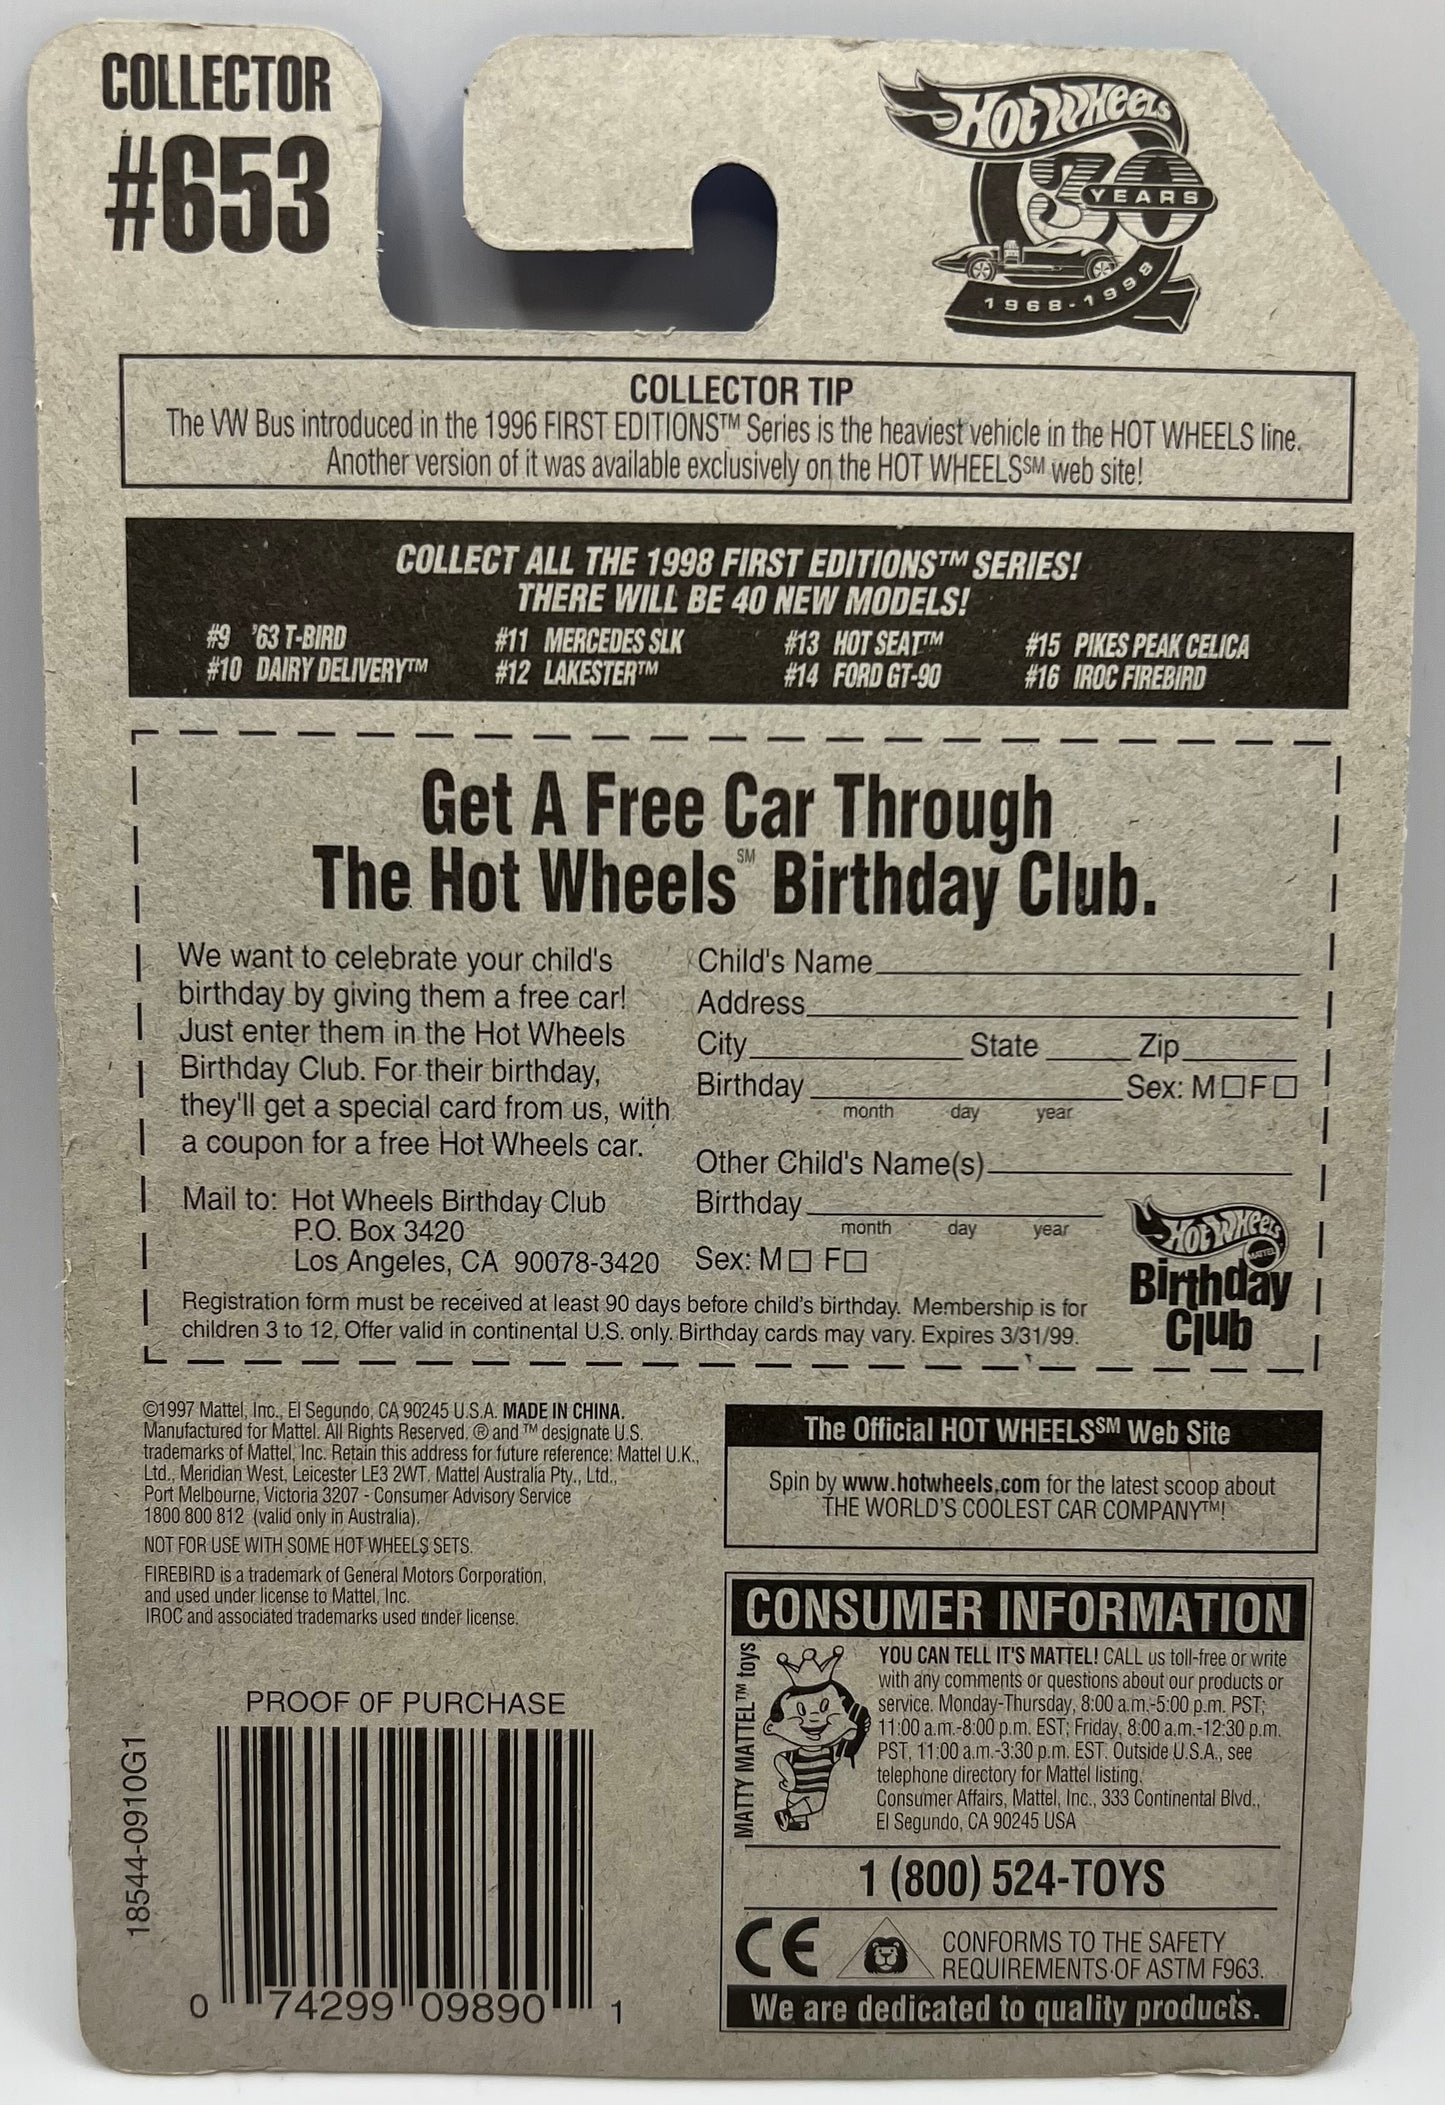 COLLECTOR
#653
Hot Wheels
30
YEARS
1968-1998
COLLECTOR TIP
The VW Bus introduced in the 1996 FIRST EDITIONS™ Series is the heaviest vehicle in the HOT WHEELS line.
Another version of it was available exclusively on the HOT WHEELS℠ web site!
COLLECT ALL THE 1998 FIRST EDITIONS™ SERIES!
THERE WILL BE 40 NEW MODELS!
#9 '63 T-BIRD #11 MERCEDES SLK #13 HOT SEAT™ #15 PIKES PEAK CELICA
#10 DAIRY DELIVERY™ #12 LAKESTER™ #14 FORD GT-90 #16 IROC FIREBIRD
Get A Free Car Through
The Hot Wheels℠ Birthday Club.
We want to celebrate your child's
birthday by giving them a free car!
Just enter them in the Hot Wheels
Birthday Club. For their birthday,
they'll get a special card from us, with
a coupon for a free Hot Wheels car.
Mail to: Hot Wheels Birthday Club
P.O. Box 3420
Los Angeles, CA 90078-3420
Child's Name
Address
City State Zip
Birthday Sex: M□F□
month day year
Other Child's Name(s)
Birthday
month day year
Sex: M□ F□
Hot Wheels
MATTEL
Birthday
Club
Registration form must be received at least 90 days before child's birthday. Membership is for
children 3 to 12, Offer valid in continental U.S. only. Birthday cards may vary. Expires 3/31/99.
©1997 Mattel, Inc., El Segundo, CA 90245 U.S.A. MADE IN CHINA.
Manufactured for Mattel. All Rights Reserved. ® and ™ designate U.S.
trademarks of Mattel, Inc. Retain this address for future reference: Mattel U.K.,
Ltd., Meridian West, Leicester LE3 2WT. Mattel Australia Pty., Ltd.,
Port Melbourne, Victoria 3207 - Consumer Advisory Service
1800 800 812 (valid only in Australia).
NOT FOR USE WITH SOME HOT WHEELS SETS.
FIREBIRD is a trademark of General Motors Corporation,
and used under license to Mattel, Inc.
IROC and associated trademarks used under license.
PROOF OF PURCHASE
0 74299 09890 1
18544-0910G1
The Official HOT WHEELS℠ Web Site
Spin by www.hotwheels.com for the latest scoop about
THE WORLD'S COOLEST CAR COMPANY™!
CONSUMER INFORMATION
MATTY MATTEL™ toys
YOU CAN TELL IT'S MATTEL! CALL us toll-free or write
with any comments or questions about our products or
service. Monday-Thursday, 8:00 a.m.-5:00 p.m. PST;
11:00 a.m.-8:00 p.m. EST; Friday, 8:00 a.m.-12:30 p.m.
PST, 11:00 a.m.-3:30 p.m. EST. Outside U.S.A., see
telephone directory for Mattel listing.
Consumer Affairs, Mattel, Inc., 333 Continental Blvd.,
El Segundo, CA 90245 USA
1 (800) 524-TOYS
CE
CONFORMS TO THE SAFETY
REQUIREMENTS OF ASTM F963.
We are dedicated to quality products.